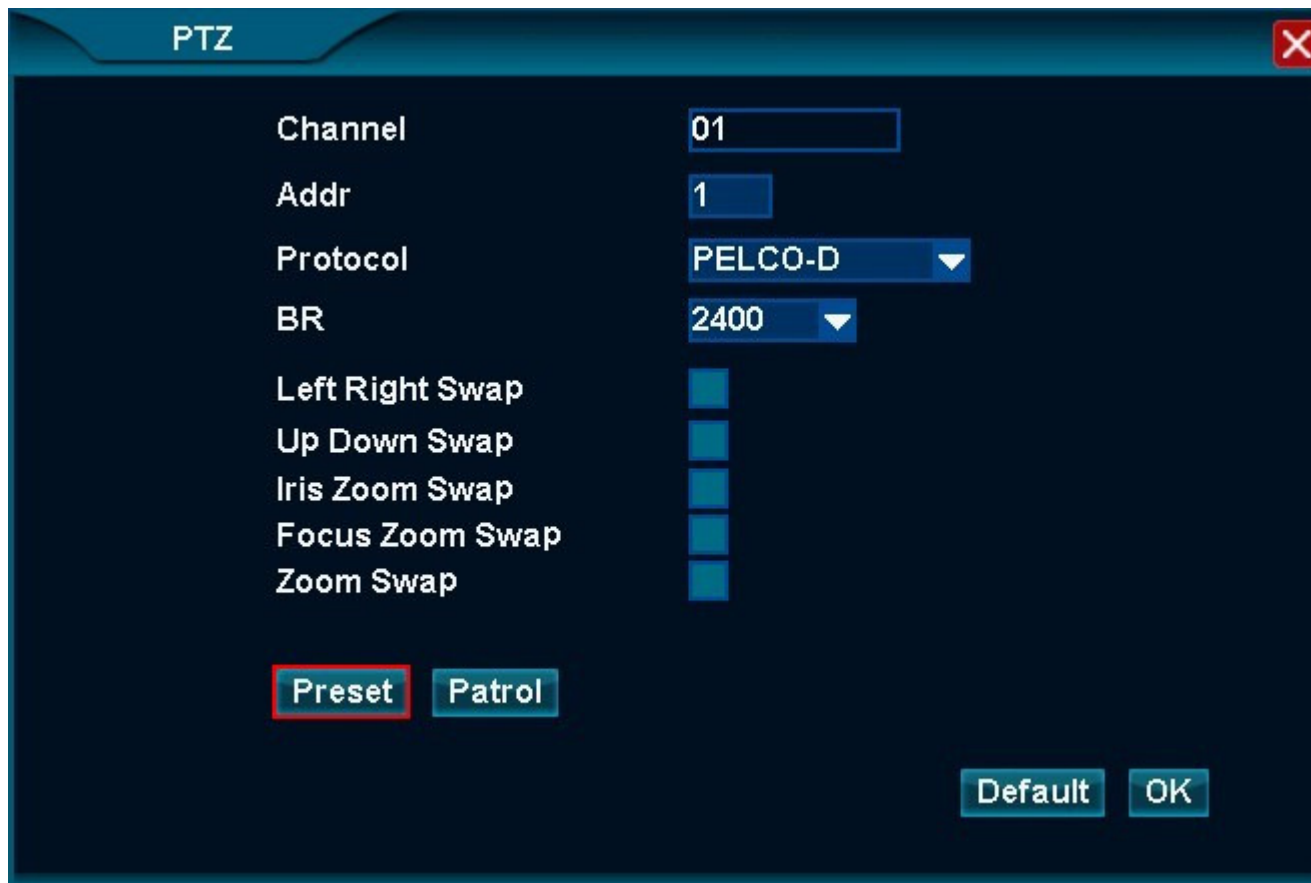 PTZ
Channel 01
Addr 1
Protocol PELCO-D
BR 2400
Left Right Swap
Up Down Swap
Iris Zoom Swap
Focus Zoom Swap
Zoom Swap
Preset Patrol
Default OK